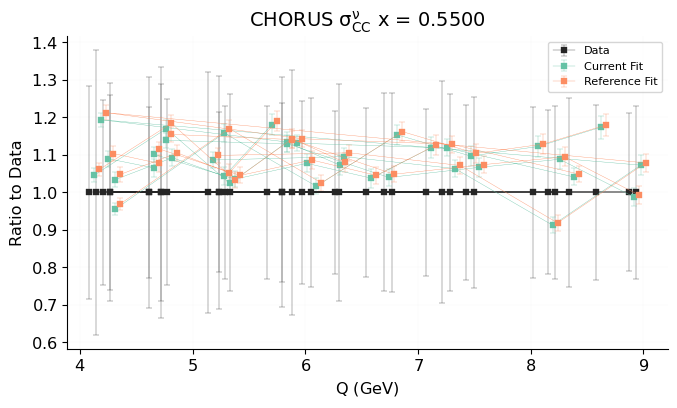 CHORUS σ^ν_CC x = 0.5500
Ratio to Data
1.4
1.3
1.2
1.1
1.0
0.9
0.8
0.7
0.6
Data
Current Fit
Reference Fit
4 5 6 7 8 9
Q (GeV)